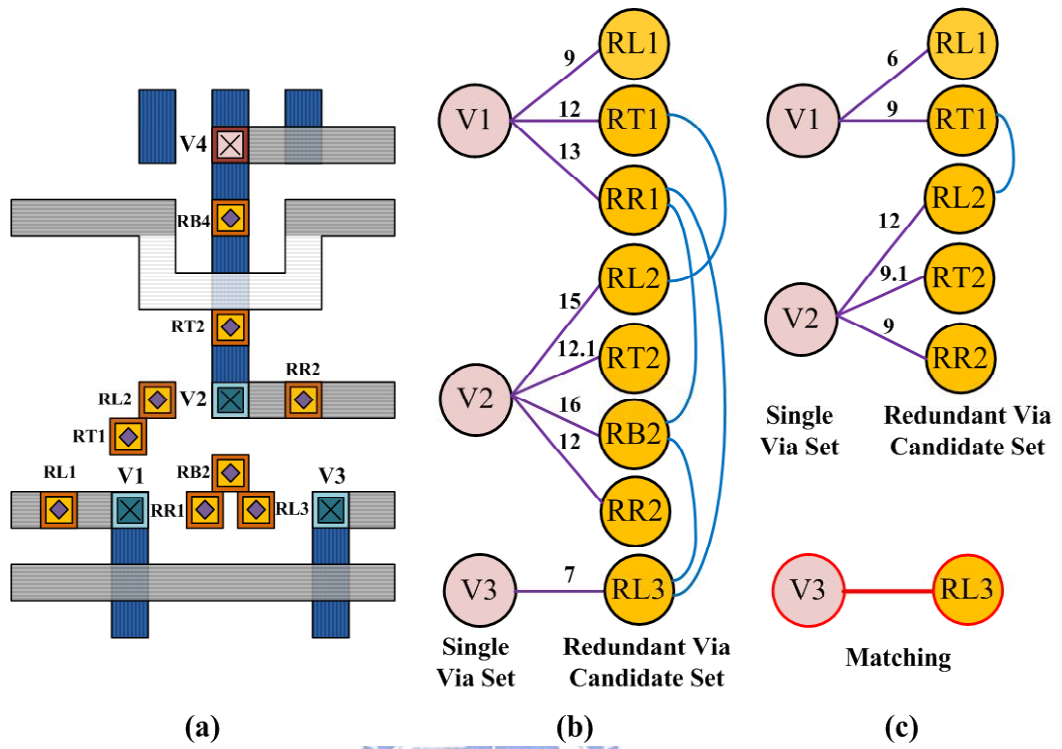 V4
RB4
RT2
RR2
RL2
V2
RT1
RL1
V1
RB2
V3
RR1
RL3
(a)
RL1
9
V1
12
RT1
13
RR1
RL2
15
12.1
RT2
V2
16
12
RB2
RR2
V3
7
RL3
Single
Via Set
Redundant Via
Candidate Set
(b)
RL1
6
V1
9
RT1
RL2
12
9.1
RT2
V2
9
RR2
Single
Via Set
Redundant Via
Candidate Set
V3
RL3
Matching
(c)